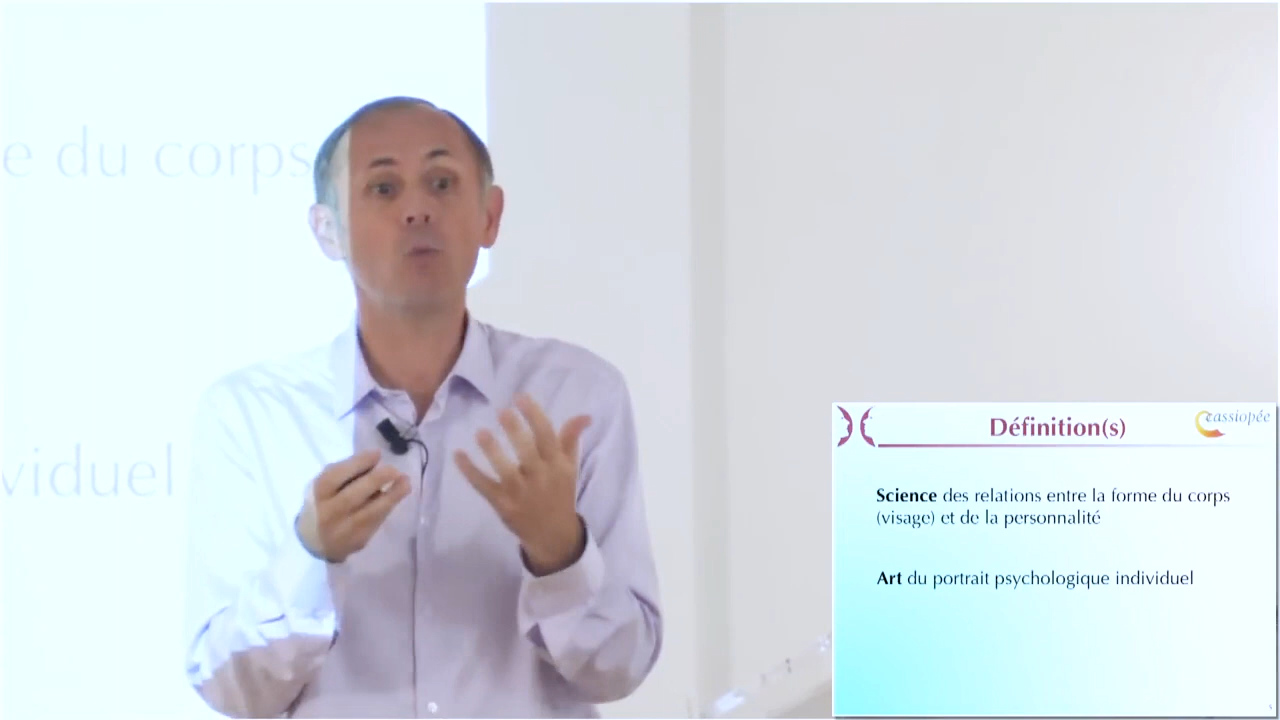 e du corps
viduel
Définition(s)
cassiopée
Science des relations entre la forme du corps
(visage) et de la personnalité
Art du portrait psychologique individuel